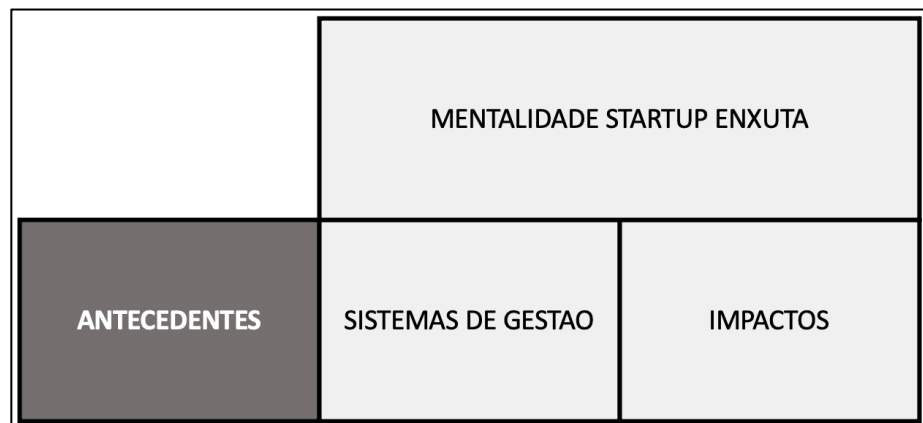 MENTALIDADE STARTUP ENXUTA
ANTECEDENTES
SISTEMAS DE GESTAO
IMPACTOS